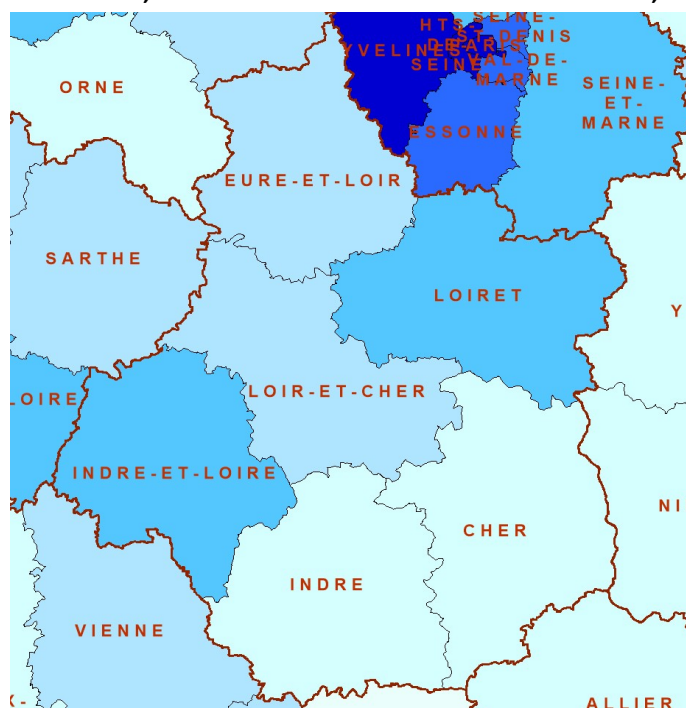 HTS-
SEINE-
ST-DENIS
YVELINES
DE
PARIS
SEINE
VAL-DE-
MARNE
ORNE
SEINE-
ET-
MARNE
ESSONNE
EURE-ET-LOIR
SARTHE
LOIRET
Y
LOIR-ET-CHER
LOIRE
INDRE-ET-LOIRE
NI
CHER
INDRE
VIENNE
X-
ALLIER